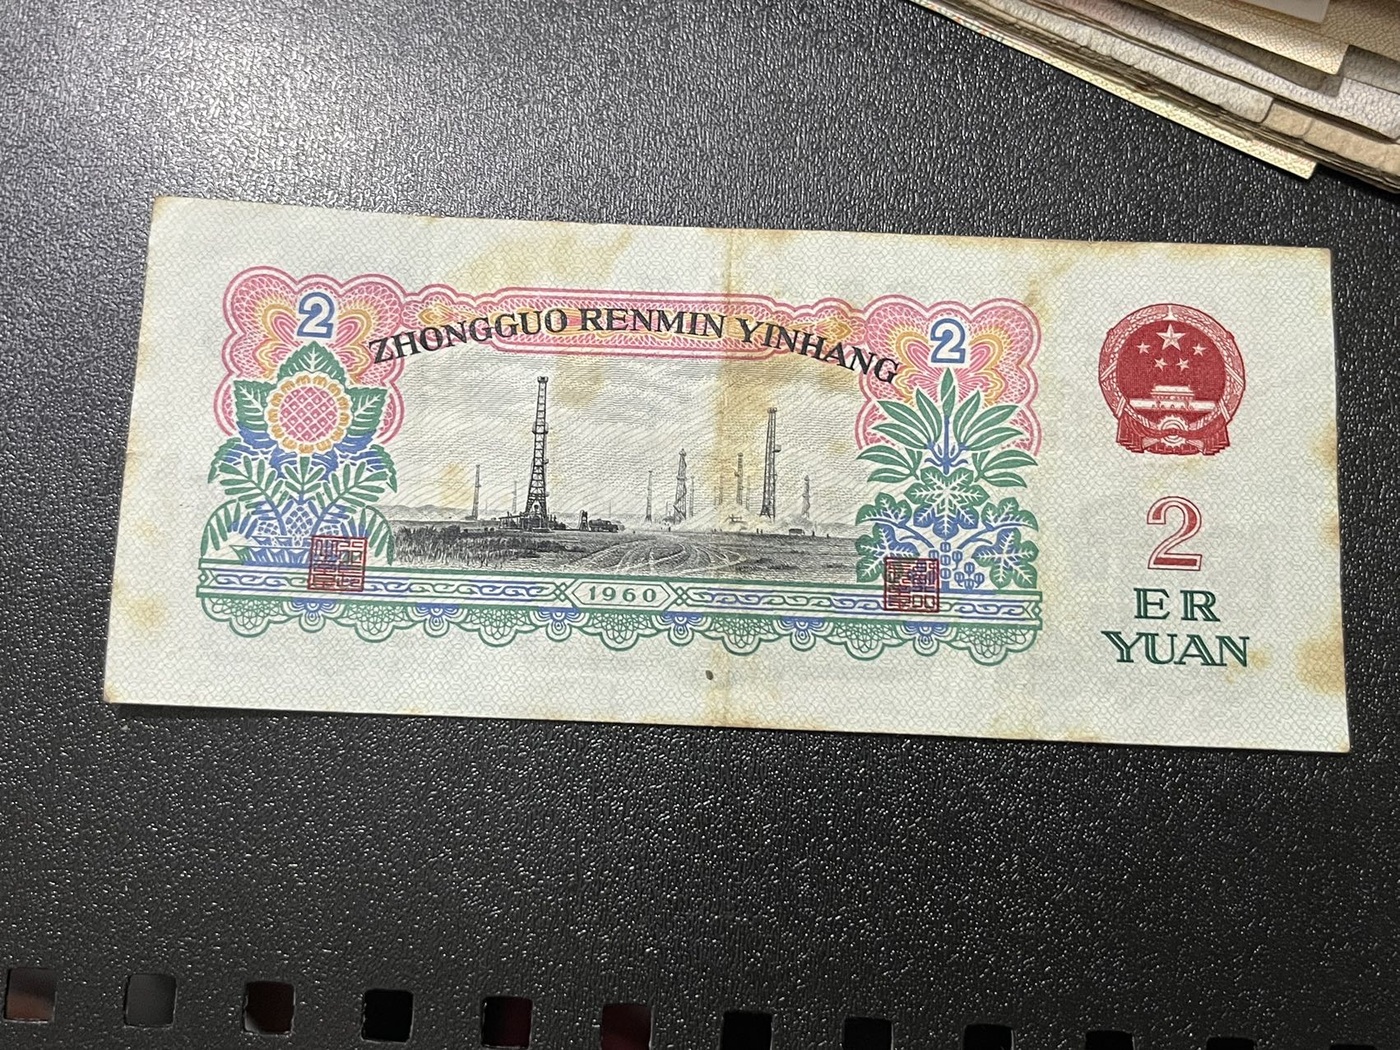 2
ZHONGGUO RENMIN YINHANG
2
1960
2
ER
YUAN